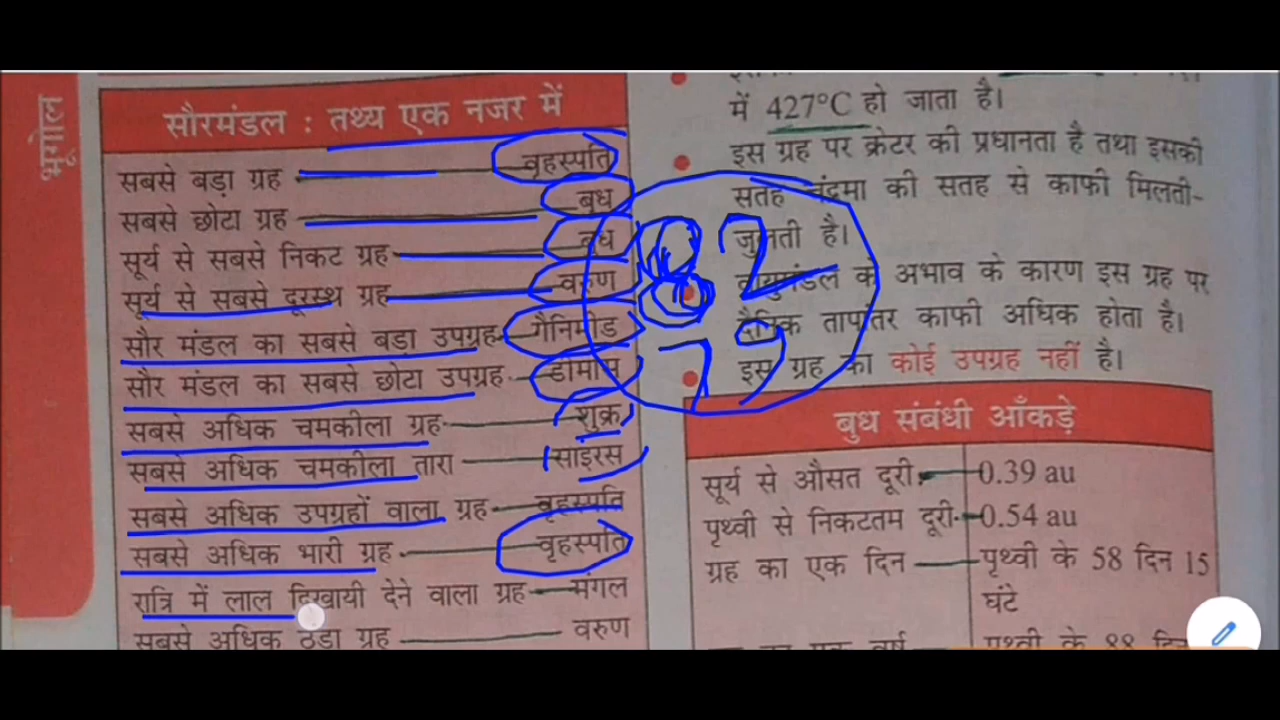 भूगोल
सौरमंडल : तथ्य एक नजर में
सबसे बड़ा ग्रह वृहस्पति
सबसे छोटा ग्रह बुध
सूर्य से सबसे निकट ग्रह बुध
सूर्य से सबसे दूरस्थ ग्रह वरुण
सौर मंडल का सबसे बड़ा उपग्रह गैनिमीड
सौर मंडल का सबसे छोटा उपग्रह डीमोस
सबसे अधिक चमकीला ग्रह शुक्र
सबसे अधिक चमकीला तारा साइरस
सबसे अधिक उपग्रहों वाला ग्रह वृहस्पति
सबसे अधिक भारी ग्रह वृहस्पति
रात्रि में लाल दिखायी देने वाला ग्रह मंगल
सबसे अधिक ठंडा ग्रह वरुण
में 427°C हो जाता है।
इस ग्रह पर क्रेटर की प्रधानता है तथा इसकी
सतह चंद्रमा की सतह से काफी मिलती-
जुलती है।
वायुमंडल के अभाव के कारण इस ग्रह पर
दैनिक तापांतर काफी अधिक होता है।
इस ग्रह का कोई उपग्रह नहीं है।
82
बुध संबंधी आँकड़े
सूर्य से औसत दूरी 0.39 au
पृथ्वी से निकटतम दूरी 0.54 au
ग्रह का एक दिन पृथ्वी के 58 दिन 15
घंटे
पृथ्वी के 88 दिन